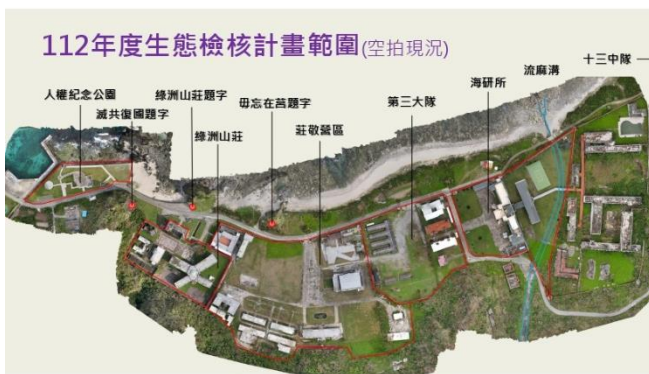 112年度生態檢核計畫範圍(空拍現況)
十三中隊
流麻溝
海研所
人權紀念公園
綠洲山莊題字
毋忘在莒題字
第三大隊
滅共復國題字
綠洲山莊
莊敬營區